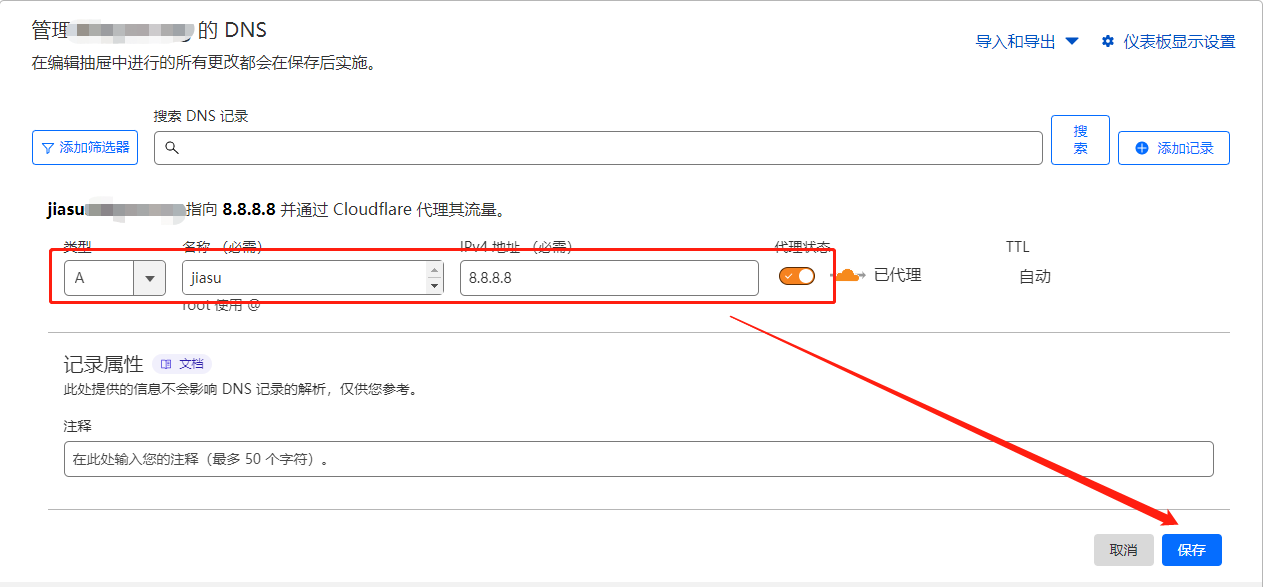 管理 的 DNS
在编辑抽屉中进行的所有更改都会在保存后实施。
导入和导出
仪表板显示设置
搜索 DNS 记录
添加筛选器
搜
索
添加记录
jiasu 指向 8.8.8.8 并通过 Cloudflare 代理其流量。
类型 名称 （必需） IPv4 地址 （必需） 代理状态 TTL
A jiasu 8.8.8.8 已代理 自动
root 使用 @
记录属性 文档
此处提供的信息不会影响 DNS 记录的解析，仅供您参考。
注释
在此处输入您的注释（最多 50 个字符）。
取消 保存